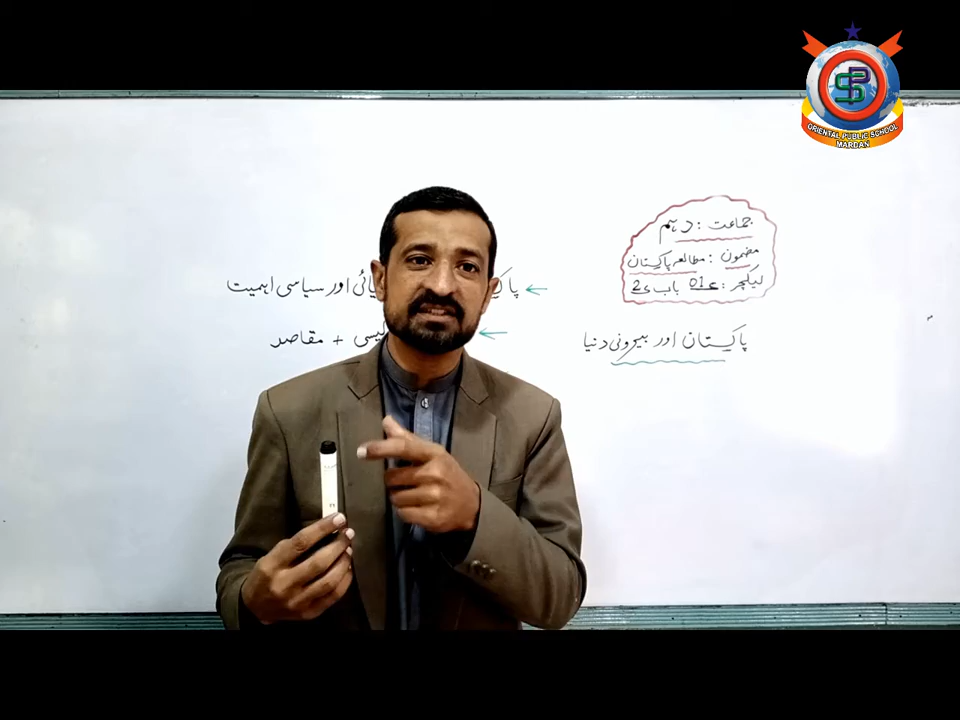 ORIENTAL PUBLIC SCHOOL
MARDAN
جماعت : دہم
مضمون : مطالعہ پاکستان
لیکچر : 01 باب 2
پاکستان اور بیرونی دنیا
اور سیاسی اہمیت
+ مقاصد